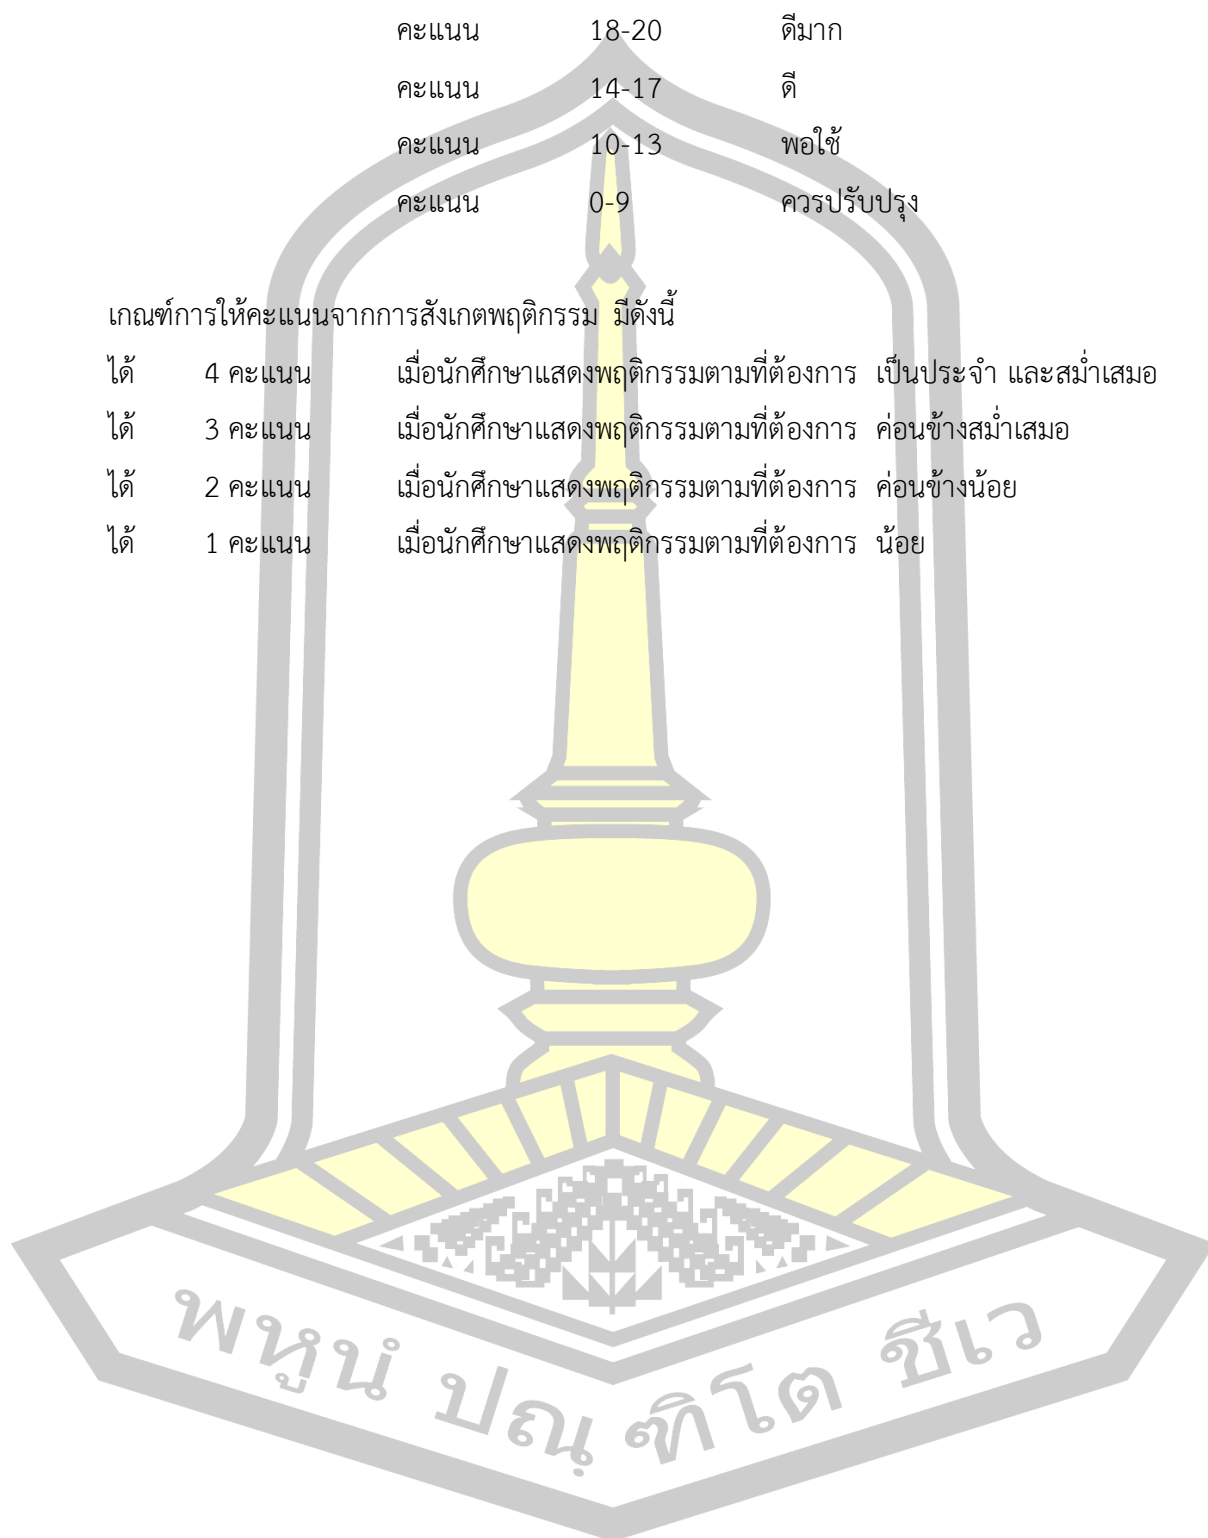 คะแนน 18-20 ดีมาก
คะแนน 14-17 ดี
คะแนน 10-13 พอใช้
คะแนน 0-9 ควรปรับปรุง
เกณฑ์การให้คะแนนจากการสังเกตพฤติกรรม มีดังนี้
ได้ 4 คะแนน เมื่อนักศึกษาแสดงพฤติกรรมตามที่ต้องการ เป็นประจำ และสม่ำเสมอ
ได้ 3 คะแนน เมื่อนักศึกษาแสดงพฤติกรรมตามที่ต้องการ ค่อนข้างสม่ำเสมอ
ได้ 2 คะแนน เมื่อนักศึกษาแสดงพฤติกรรมตามที่ต้องการ ค่อนข้างน้อย
ได้ 1 คะแนน เมื่อนักศึกษาแสดงพฤติกรรมตามที่ต้องการ น้อย
พหูนํ ปณฺ ฑิโต ชีเว